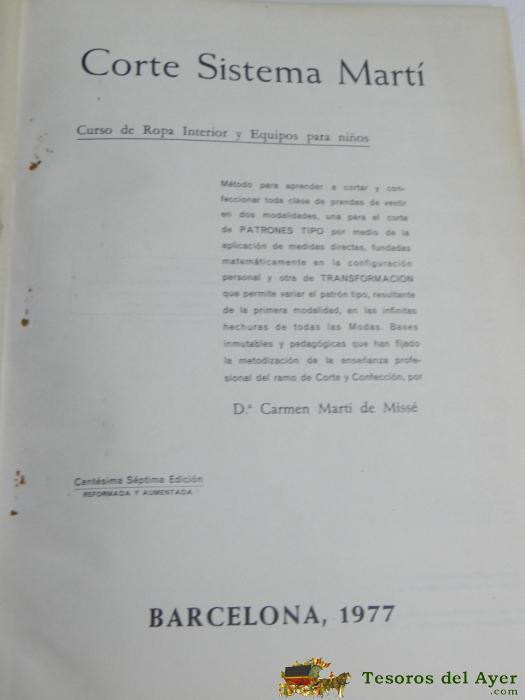 Corte Sistema Martí
Curso de Ropa Interior y Equipos para niños
Método para aprender a cortar y con-
feccionar toda clase de prendas de vestir
en dos modalidades, una para el corte
de PATRONES TIPO por medio de la
aplicación de medidas directas, fundadas
matemáticamente en la configuración
personal y otra de TRANSFORMACION
que permite variar el patrón tipo, resultante
de la primera modalidad, en las infinitas
hechuras de todas las Modas. Bases
inmutables y pedagógicas que han fijado
la metodización de la enseñanza profe-
sional del ramo de Corte y Confección, por
D.ª Carmen Martí de Missé
Centésima Séptima Edición
REFORMADA Y AUMENTADA
BARCELONA, 1977
Tesoros del Ayer
.com